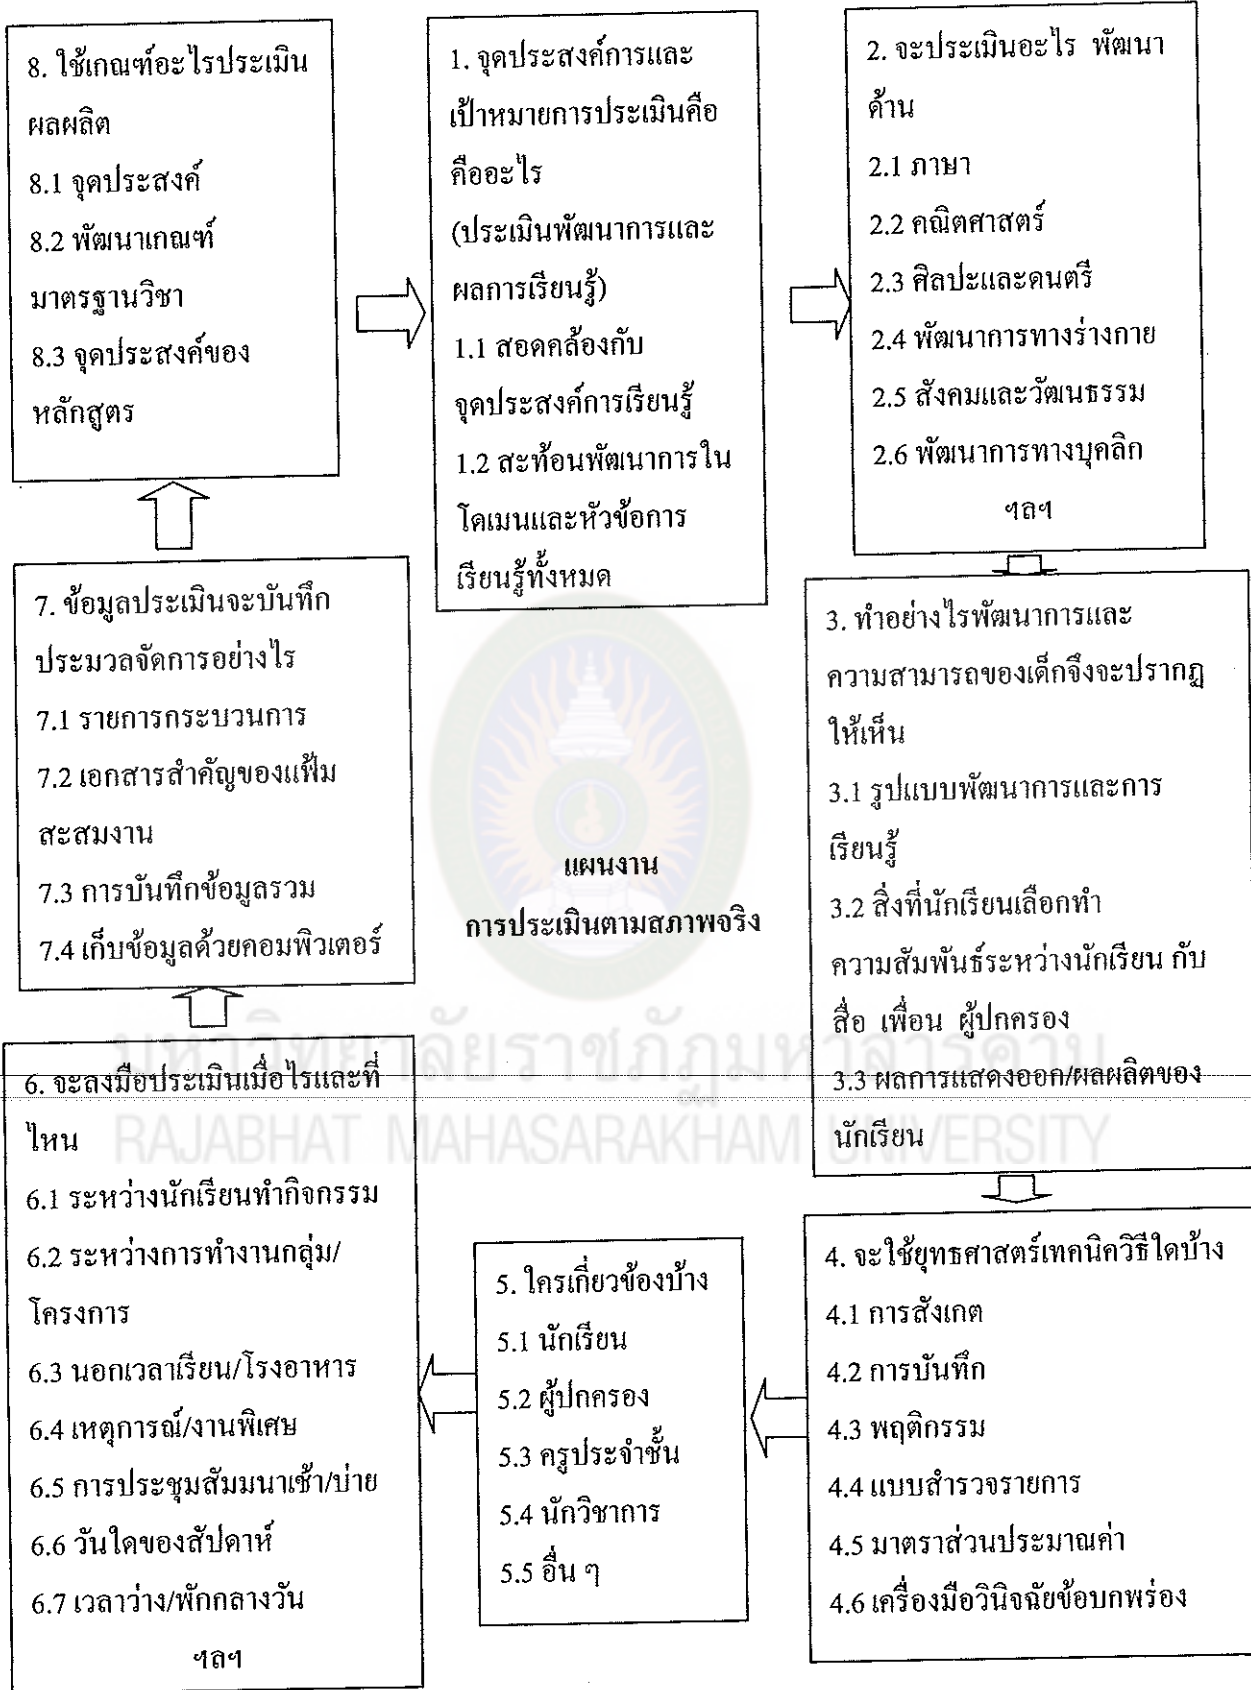 8. ใช้เกณฑ์อะไรประเมิน
ผลผลิต
8.1 จุดประสงค์
8.2 พัฒนาเกณฑ์
มาตรฐานวิชา
8.3 จุดประสงค์ของ
หลักสูตร
1. จุดประสงค์การและ
เป้าหมายการประเมินคือ
คืออะไร
(ประเมินพัฒนาการและ
ผลการเรียนรู้)
1.1 สอดคล้องกับ
จุดประสงค์การเรียนรู้
1.2 สะท้อนพัฒนาการใน
โดเมนและหัวข้อการ
เรียนรู้ทั้งหมด
2. จะประเมินอะไร พัฒนา
ด้าน
2.1 ภาษา
2.2 คณิตศาสตร์
2.3 ศิลปะและดนตรี
2.4 พัฒนาการทางร่างกาย
2.5 สังคมและวัฒนธรรม
2.6 พัฒนาการทางบุคลิก
ฯลฯ
3. ทำอย่างไรพัฒนาการและ
ความสามารถของเด็กจึงจะปรากฏ
ให้เห็น
3.1 รูปแบบพัฒนาการและการ
เรียนรู้
3.2 สิ่งที่นักเรียนเลือกทำ
ความสัมพันธ์ระหว่างนักเรียน กับ
สื่อ เพื่อน ผู้ปกครอง
3.3 ผลการแสดงออก/ผลผลิตของ
นักเรียน
4. จะใช้ยุทธศาสตร์เทคนิควิธีใดบ้าง
4.1 การสังเกต
4.2 การบันทึก
4.3 พฤติกรรม
4.4 แบบสำรวจรายการ
4.5 มาตราส่วนประมาณค่า
4.6 เครื่องมือวินิจฉัยข้อบกพร่อง
5. ใครเกี่ยวข้องบ้าง
5.1 นักเรียน
5.2 ผู้ปกครอง
5.3 ครูประจำชั้น
5.4 นักวิชาการ
5.5 อื่น ๆ
6. จะลงมือประเมินเมื่อไรและที่
ไหน
6.1 ระหว่างนักเรียนทำกิจกรรม
6.2 ระหว่างการทำงานกลุ่ม/
โครงการ
6.3 นอกเวลาเรียน/โรงอาหาร
6.4 เหตุการณ์/งานพิเศษ
6.5 การประชุมสัมมนาเช้า/บ่าย
6.6 วันใดของสัปดาห์
6.7 เวลาว่าง/พักกลางวัน
ฯลฯ
7. ข้อมูลประเมินจะบันทึก
ประมวลจัดการอย่างไร
7.1 รายการกระบวนการ
7.2 เอกสารสำคัญของแฟ้ม
สะสมงาน
7.3 การบันทึกข้อมูลรวม
7.4 เก็บข้อมูลด้วยคอมพิวเตอร์
แผนงาน
การประเมินตามสภาพจริง
มหาวิทยาลัยราชภัฏมหาสารคาม
RAJABHAT MAHASARAKHAM UNIVERSITY